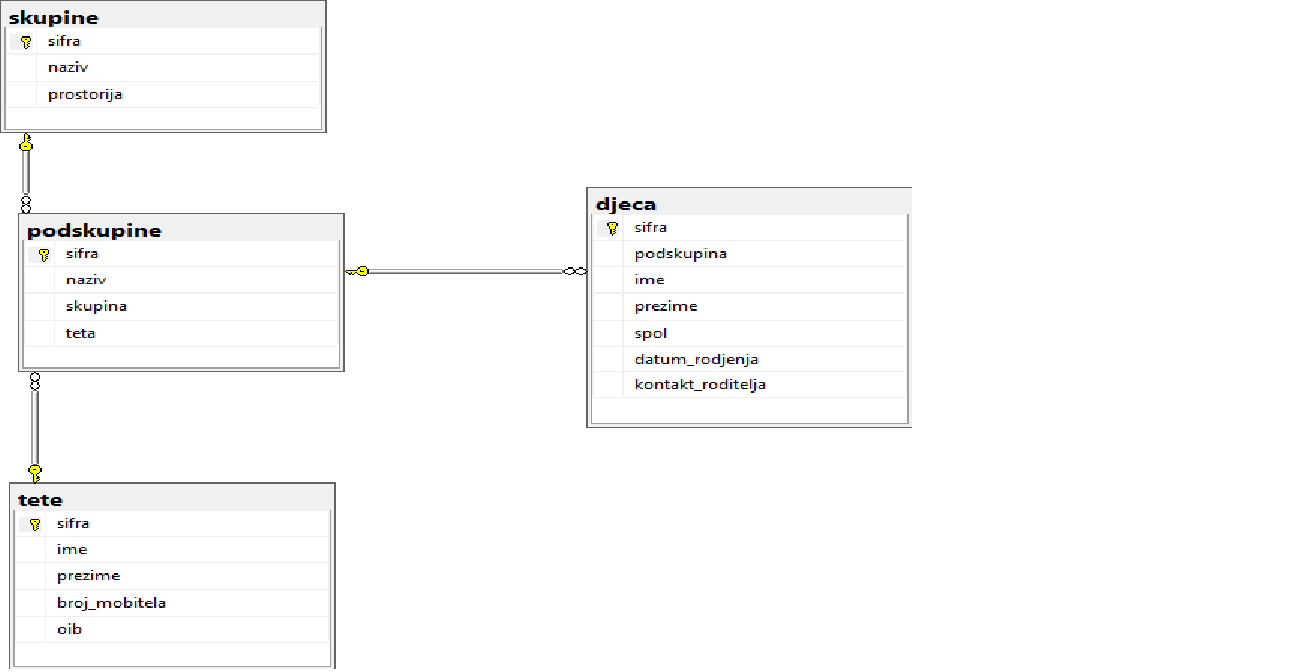 skupine
sifra
naziv
prostorija
podskupine
sifra
naziv
skupina
teta
djeca
sifra
podskupina
ime
prezime
spol
datum_rodjenja
kontakt_roditelja
tete
sifra
ime
prezime
broj_mobitela
oib